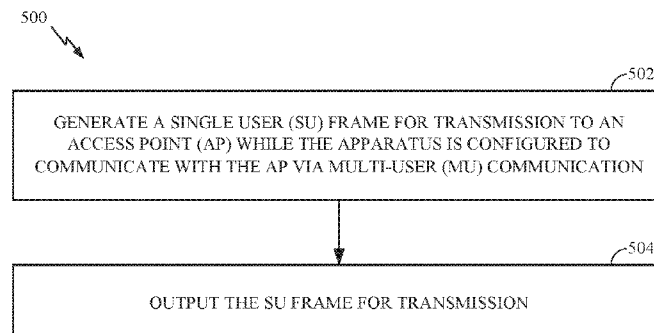 500
502
GENERATE A SINGLE USER (SU) FRAME FOR TRANSMISSION TO AN
ACCESS POINT (AP) WHILE THE APPARATUS IS CONFIGURED TO
COMMUNICATE WITH THE AP VIA MULTI-USER (MU) COMMUNICATION
504
OUTPUT THE SU FRAME FOR TRANSMISSION